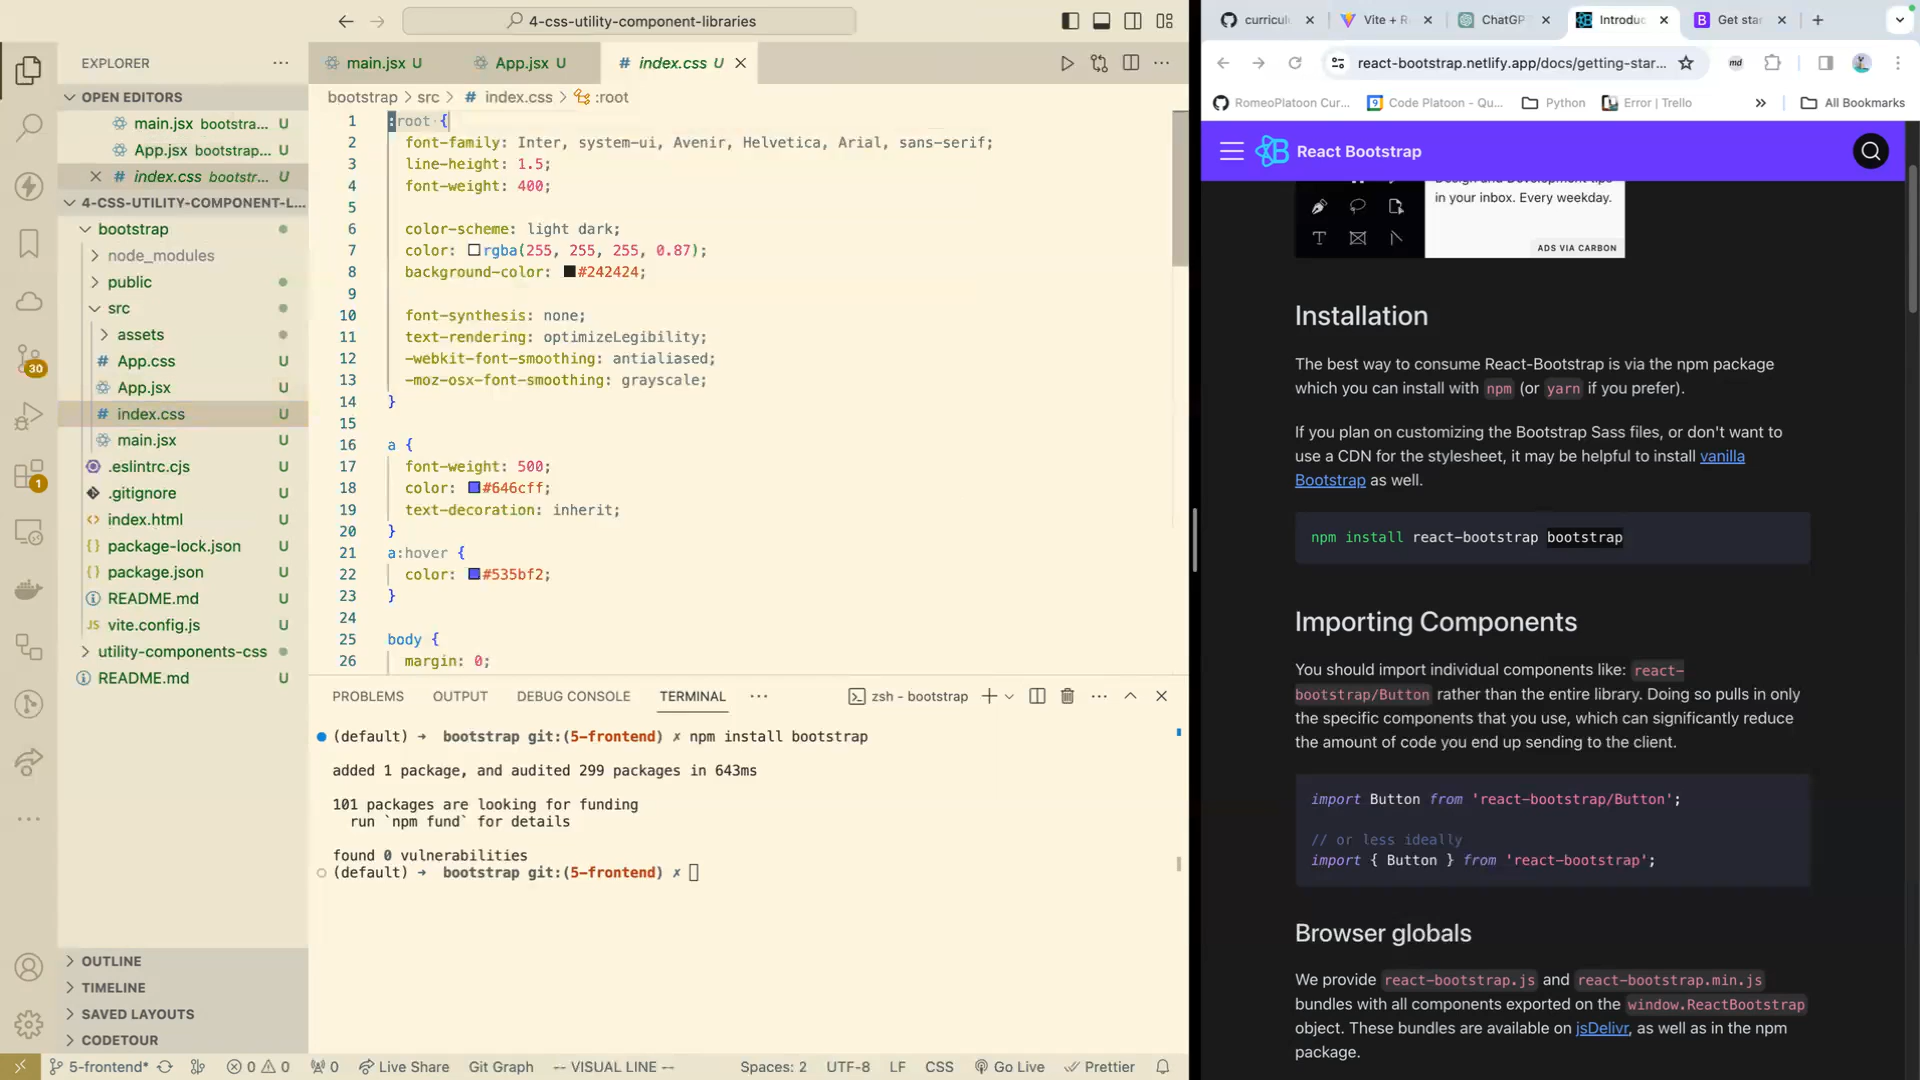 4-css-utility-component-libraries
EXPLORER
OPEN EDITORS
main.jsx bootstra... U
App.jsx bootstrap... U
index.css bootstr... U
4-CSS-UTILITY-COMPONENT-L...
bootstrap
node_modules
public
src
assets
App.css U
App.jsx U
index.css U
main.jsx U
.eslintrc.cjs U
.gitignore U
index.html U
package-lock.json U
package.json U
README.md U
vite.config.js U
utility-components-css
README.md U
OUTLINE
TIMELINE
SAVED LAYOUTS
CODETOUR
30
1
main.jsx U
App.jsx U
index.css U
bootstrap > src > # index.css > :root
1 :root {
2 font-family: Inter, system-ui, Avenir, Helvetica, Arial, sans-serif;
3 line-height: 1.5;
4 font-weight: 400;
5
6 color-scheme: light dark;
7 color: rgba(255, 255, 255, 0.87);
8 background-color: #242424;
9
10 font-synthesis: none;
11 text-rendering: optimizeLegibility;
12 -webkit-font-smoothing: antialiased;
13 -moz-osx-font-smoothing: grayscale;
14 }
15
16 a {
17 font-weight: 500;
18 color: #646cff;
19 text-decoration: inherit;
20 }
21 a:hover {
22 color: #535bf2;
23 }
24
25 body {
26 margin: 0;
PROBLEMS OUTPUT DEBUG CONSOLE TERMINAL ... zsh - bootstrap
(default) → bootstrap git:(5-frontend) ✗ npm install bootstrap
added 1 package, and audited 299 packages in 643ms
101 packages are looking for funding
run `npm fund` for details
found 0 vulnerabilities
(default) → bootstrap git:(5-frontend) ✗
5-frontend* 0 0 0 Live Share Git Graph -- VISUAL LINE -- Spaces: 2 UTF-8 LF CSS Go Live Prettier
curricul
Vite + R
ChatGP
Introduc
Get star
react-bootstrap.netlify.app/docs/getting-star...
RomeoPlatoon Cur... Code Platoon - Qu... Python Error | Trello » All Bookmarks
React Bootstrap
in your inbox. Every weekday.
ADS VIA CARBON
Installation
The best way to consume React-Bootstrap is via the npm package
which you can install with npm (or yarn if you prefer).
If you plan on customizing the Bootstrap Sass files, or don't want to
use a CDN for the stylesheet, it may be helpful to install vanilla
Bootstrap as well.
npm install react-bootstrap bootstrap
Importing Components
You should import individual components like: react-
bootstrap/Button rather than the entire library. Doing so pulls in only
the specific components that you use, which can significantly reduce
the amount of code you end up sending to the client.
import Button from 'react-bootstrap/Button';
// or less ideally
import { Button } from 'react-bootstrap';
Browser globals
We provide react-bootstrap.js and react-bootstrap.min.js
bundles with all components exported on the window.ReactBootstrap
object. These bundles are available on jsDelivr, as well as in the npm
package.